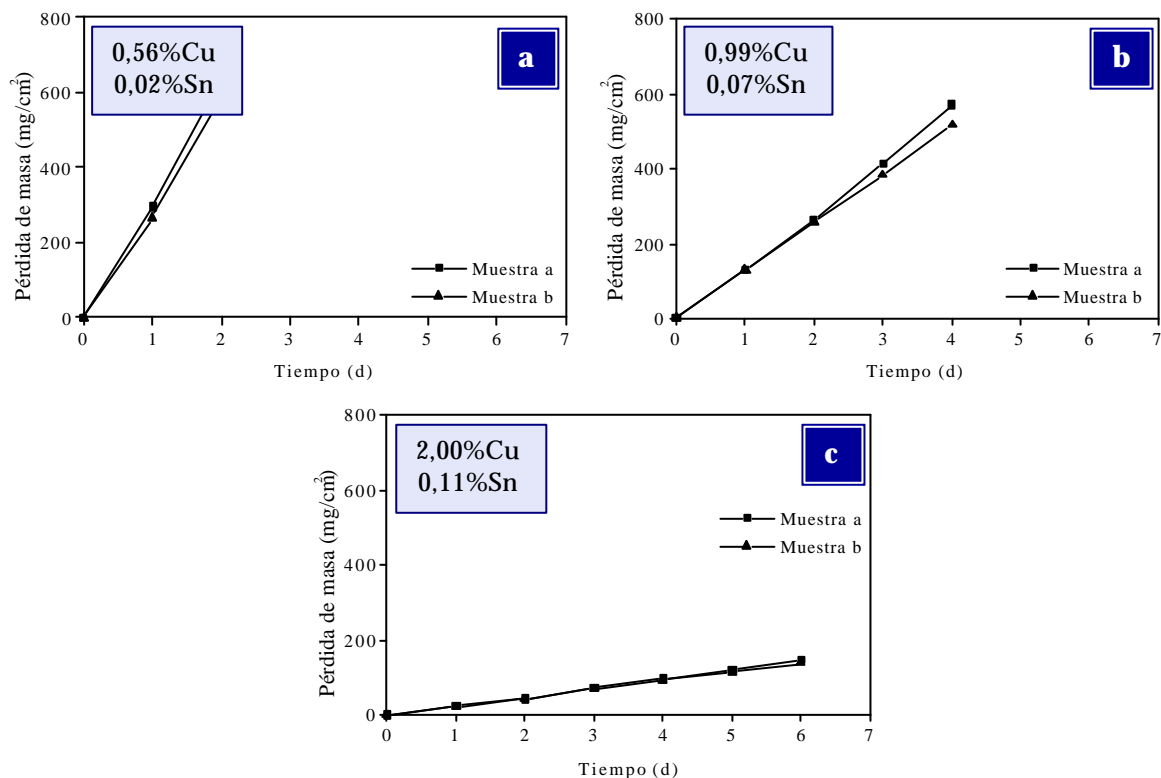 0,56%Cu
0,02%Sn
a
Pérdida de masa (mg/cm²)
800
600
400
200
0
Muestra a
Muestra b
0 1 2 3 4 5 6 7
Tiempo (d)
0,99%Cu
0,07%Sn
b
Pérdida de masa (mg/cm²)
800
600
400
200
0
Muestra a
Muestra b
0 1 2 3 4 5 6 7
Tiempo (d)
2,00%Cu
0,11%Sn
c
Pérdida de masa (mg/cm²)
800
600
400
200
0
Muestra a
Muestra b
0 1 2 3 4 5 6 7
Tiempo (d)